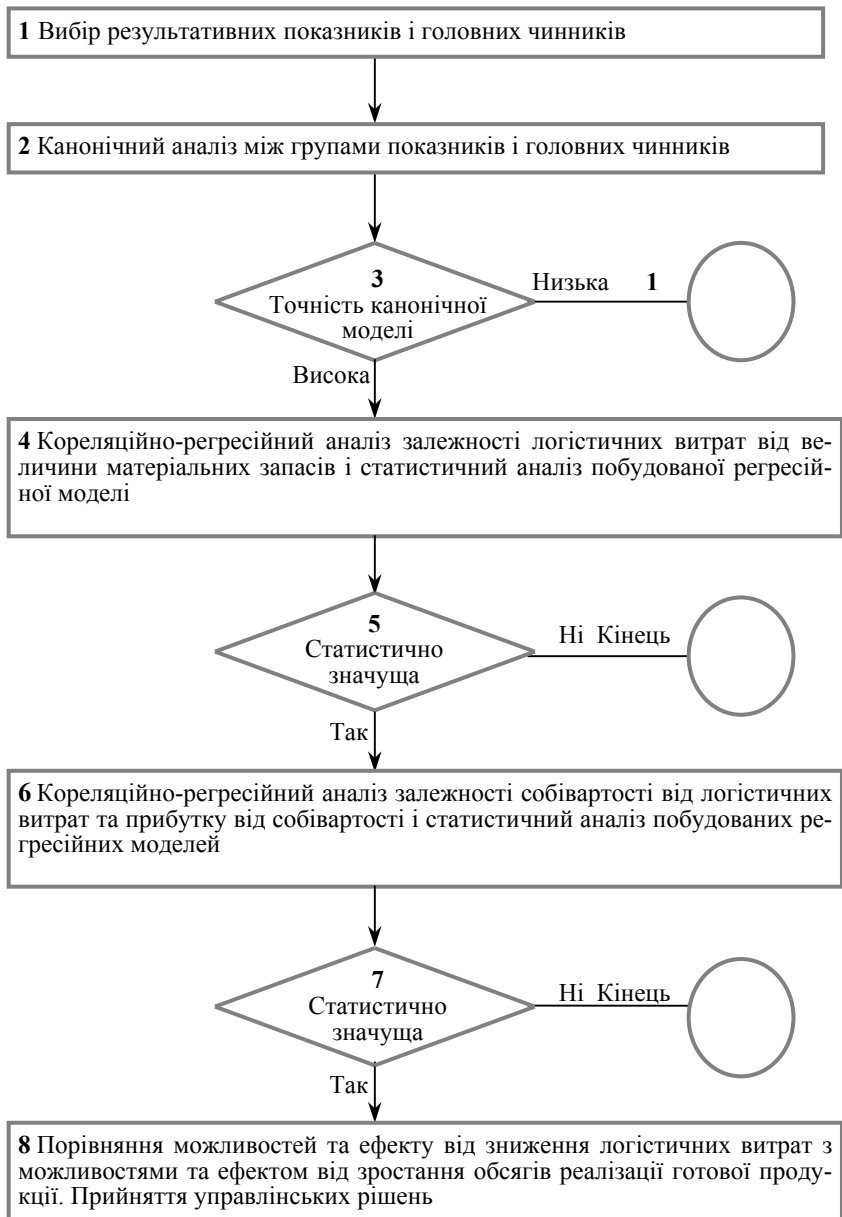 1 Вибір результативних показників і головних чинників
2 Канонічний аналіз між групами показників і головних чинників
3
Точність канонічної
моделі
Низька 1
Висока
4 Кореляційно-регресійний аналіз залежності логістичних витрат від ве-
личини матеріальних запасів і статистичний аналіз побудованої регресій-
ної моделі
5
Статистично
значуща
Ні Кінець
Так
6 Кореляційно-регресійний аналіз залежності собівартості від логістичних
витрат та прибутку від собівартості і статистичний аналіз побудованих ре-
гресійних моделей
7
Статистично
значуща
Ні Кінець
Так
8 Порівняння можливостей та ефекту від зниження логістичних витрат з
можливостями та ефектом від зростання обсягів реалізації готової проду-
кції. Прийняття управлінських рішень